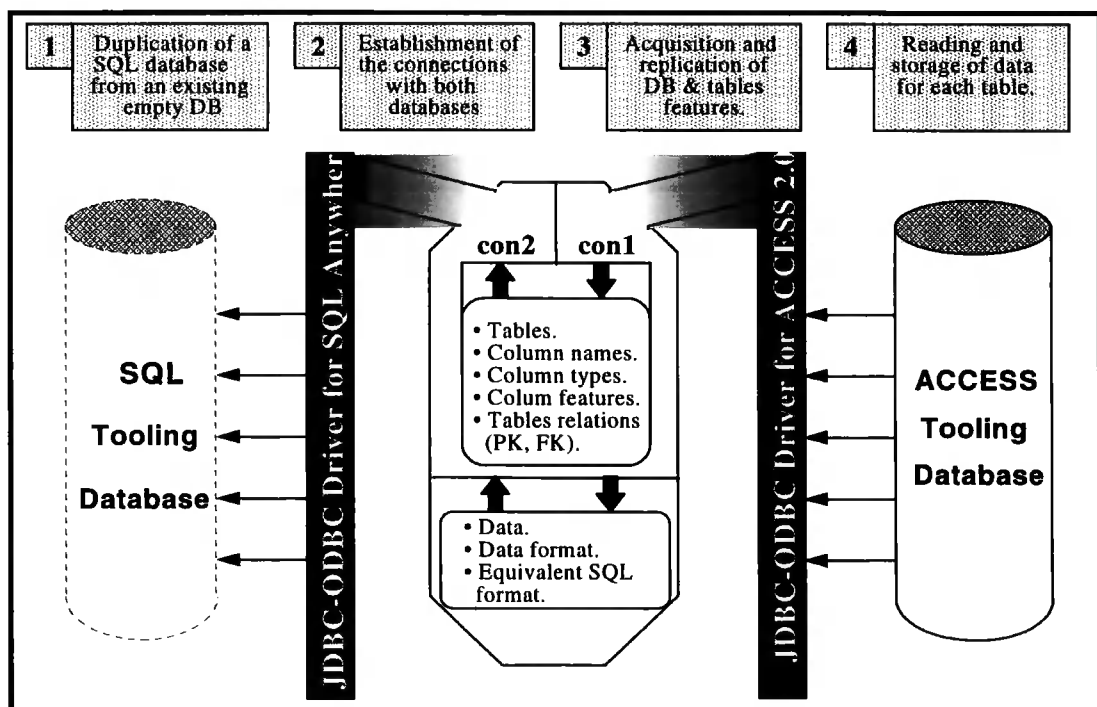 1
Duplication of a
SQL database
from an existing
empty DB
2
Establishment of
the connections
with both
databases
3
Acquisition and
replication of
DB & tables
features.
4
Reading and
storage of data
for each table.
SQL
Tooling
Database
JDBC-ODBC Driver for SQL Anywher
con2
con1
• Tables.
• Column names.
• Column types.
• Colum features.
• Tables relations
(PK, FK).
• Data.
• Data format.
• Equivalent SQL
format.
JDBC-ODBC Driver for ACCESS 2.0
ACCESS
Tooling
Database